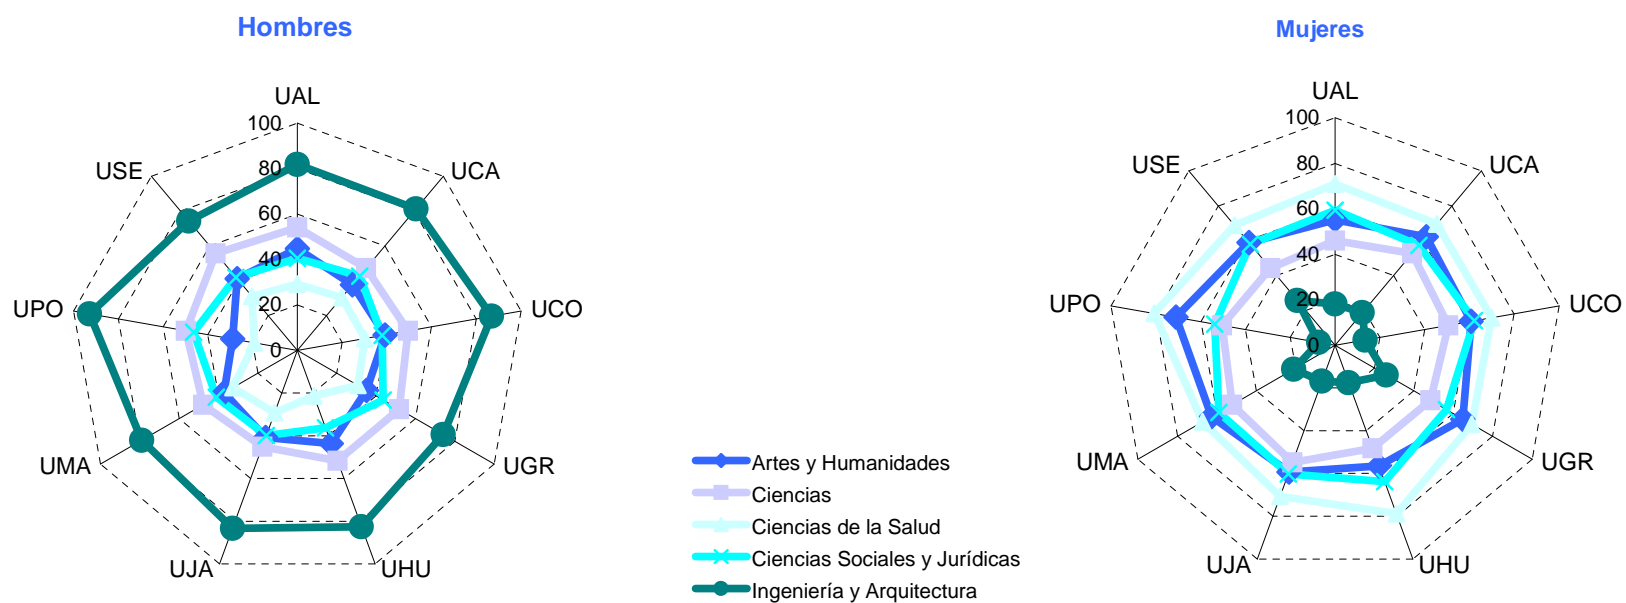 Hombres
UAL
UCA
UCO
UGR
UHU
UJA
UMA
UPO
USE
100
80
60
40
20
0
Artes y Humanidades
Ciencias
Ciencias de la Salud
Ciencias Sociales y Jurídicas
Ingeniería y Arquitectura
Mujeres
UAL
UCA
UCO
UGR
UHU
UJA
UMA
UPO
USE
100
80
60
40
20
0